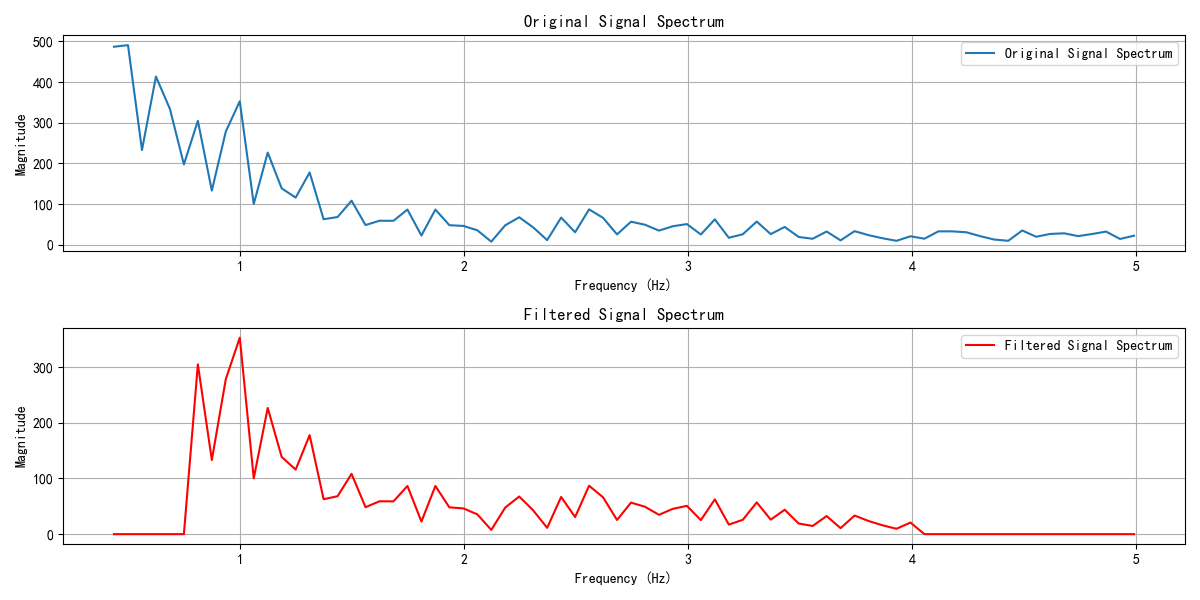 Original Signal Spectrum
500
400
300
200
100
0
Magnitude
Original Signal Spectrum
1
2
3
4
5
Frequency (Hz)
Filtered Signal Spectrum
300
200
100
0
Magnitude
Filtered Signal Spectrum
1
2
3
4
5
Frequency (Hz)